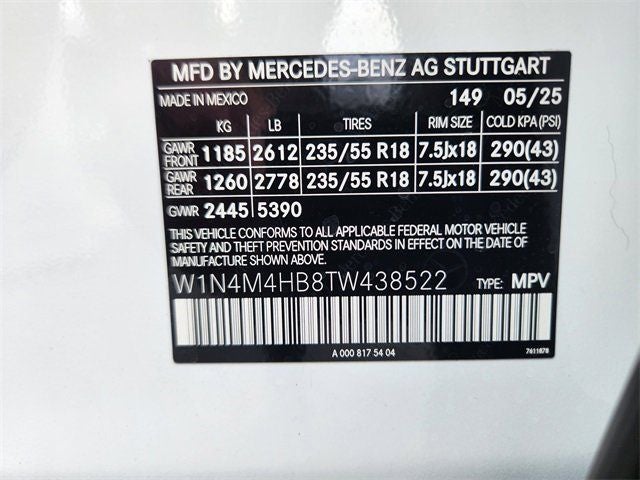 MFD BY MERCEDES-BENZ AG STUTTGART
MADE IN MEXICO 149 05/25
KG LB TIRES RIM SIZE COLD KPA(PSI)
GAWR FRONT 1185 2612 235/55 R18 7.5Jx18 290(43)
GAWR REAR 1260 2778 235/55 R18 7.5Jx18 290(43)
GVWR 2445 5390
THIS VEHICLE CONFORMS TO ALL APPLICABLE FEDERAL MOTOR VEHICLE
SAFETY AND THEFT PREVENTION STANDARDS IN EFFECT ON THE DATE OF
MANUFACTURE SHOWN ABOVE.
W1N4M4HB8TW438522 TYPE: MPV
A 000 817 54 04 7611878